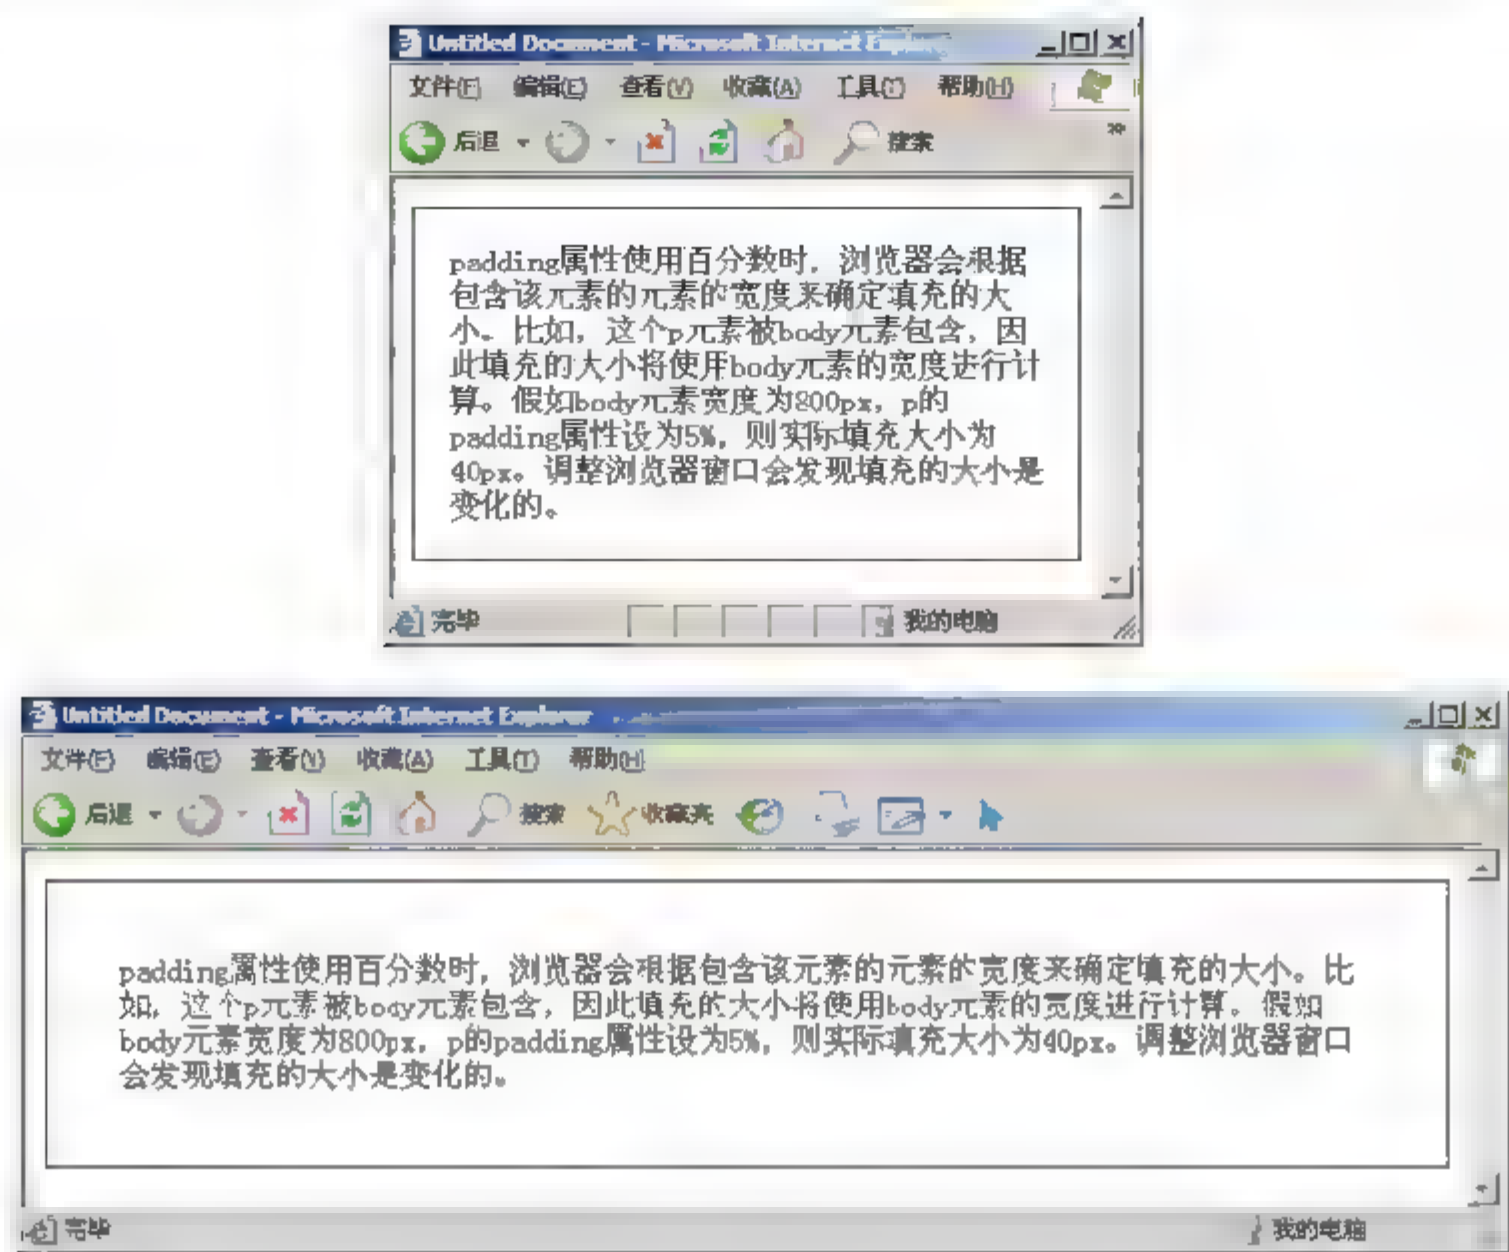 Untitled Document - Microsoft Internet Explorer
文件(F) 编辑(E) 查看(V) 收藏(A) 工具(T) 帮助(H)
后退 搜索
padding属性使用百分数时，浏览器会根据
包含该元素的元素的宽度来确定填充的大
小。比如，这个p元素被body元素包含，因
此填充的大小将使用body元素的宽度进行计
算。假如body元素宽度为800px，p的
padding属性设为5%，则实际填充大小为
40px。调整浏览器窗口会发现填充的大小是
变化的。
完毕 我的电脑
Untitled Document - Microsoft Internet Explorer
文件(F) 编辑(E) 查看(V) 收藏(A) 工具(T) 帮助(H)
后退 搜索 收藏夹
padding属性使用百分数时，浏览器会根据包含该元素的元素的宽度来确定填充的大小。比
如，这个p元素被body元素包含，因此填充的大小将使用body元素的宽度进行计算。假如
body元素宽度为800px，p的padding属性设为5%，则实际填充大小为40px。调整浏览器窗口
会发现填充的大小是变化的。
完毕 我的电脑